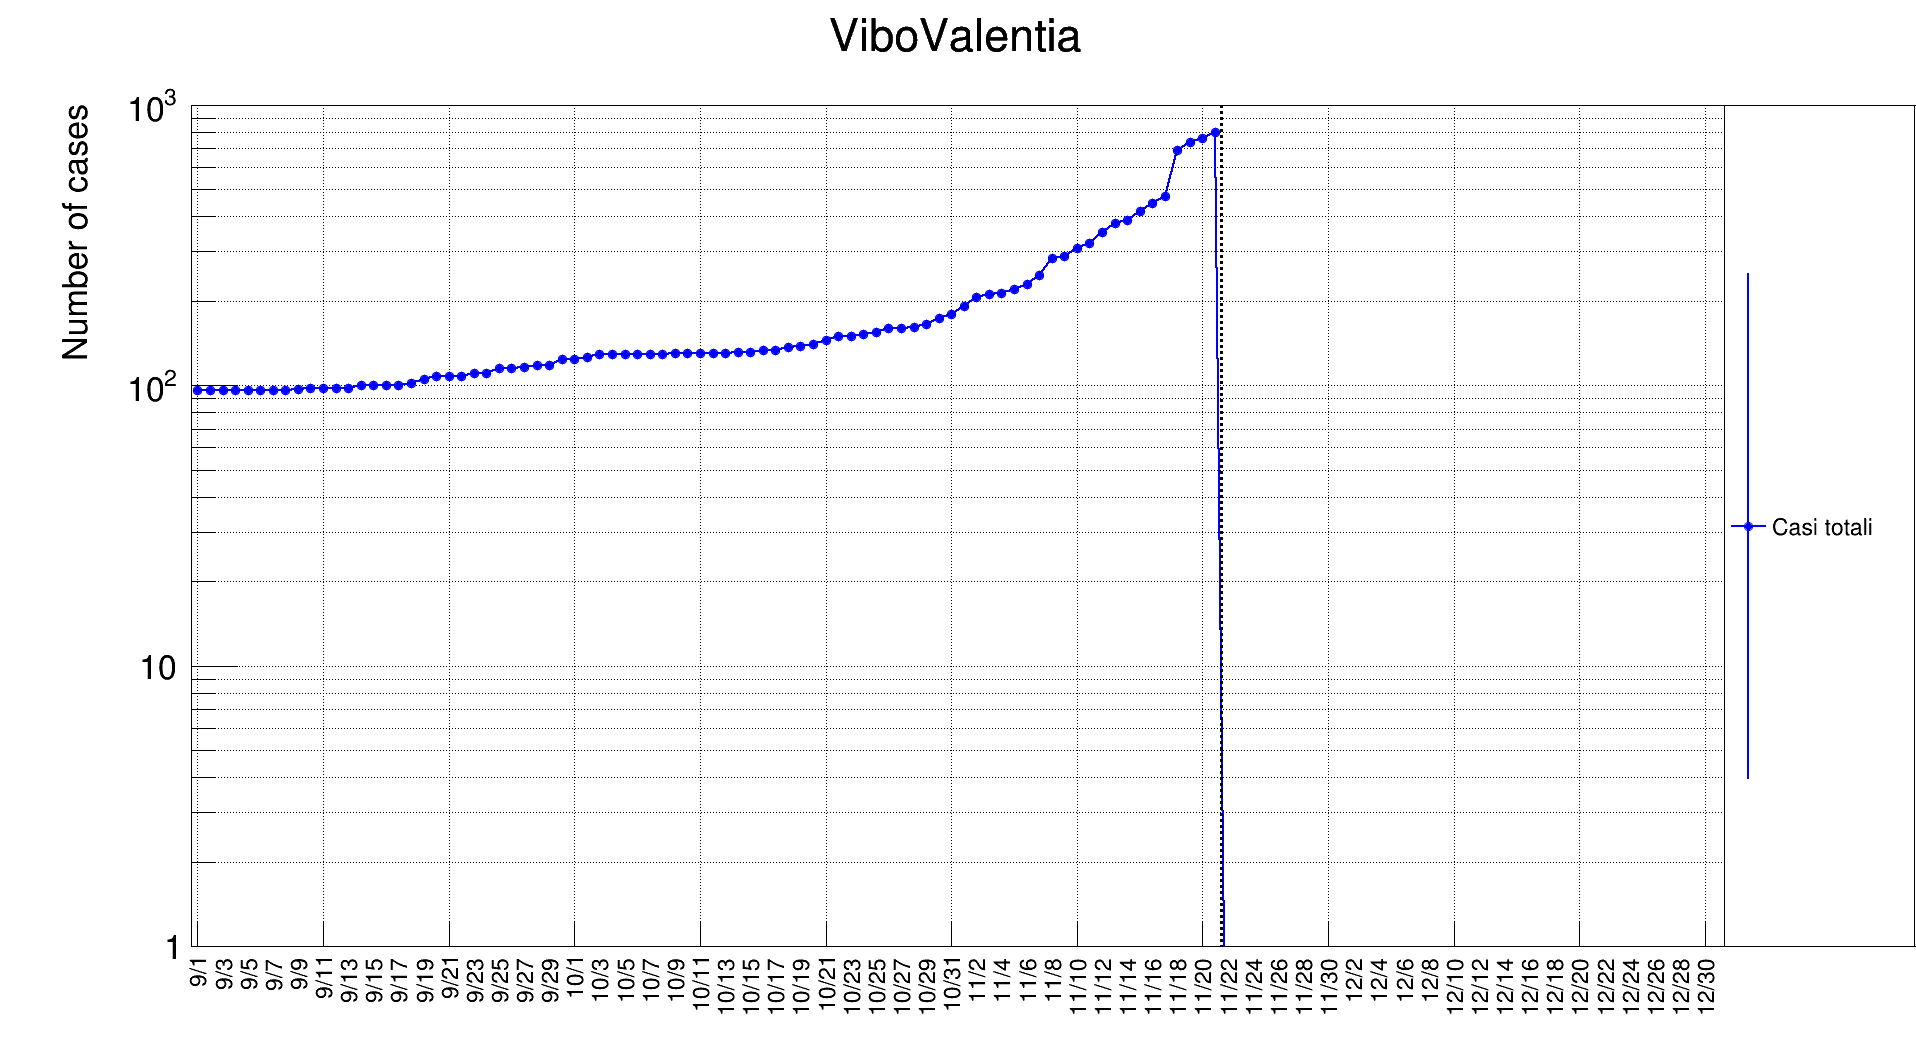 ViboValentia
Number of cases
10³
10²
10
1
9/1 9/3 9/5 9/7 9/9 9/11 9/13 9/15 9/17 9/19 9/21 9/23 9/25 9/27 9/29 10/1 10/3 10/5 10/7 10/9 10/11 10/13 10/15 10/17 10/19 10/21 10/23 10/25 10/27 10/29 10/31 11/2 11/4 11/6 11/8 11/10 11/12 11/14 11/16 11/18 11/20 11/22 11/24 11/26 11/28 11/30 12/2 12/4 12/6 12/8 12/10 12/12 12/14 12/16 12/18 12/20 12/22 12/24 12/26 12/28 12/30
Casi totali